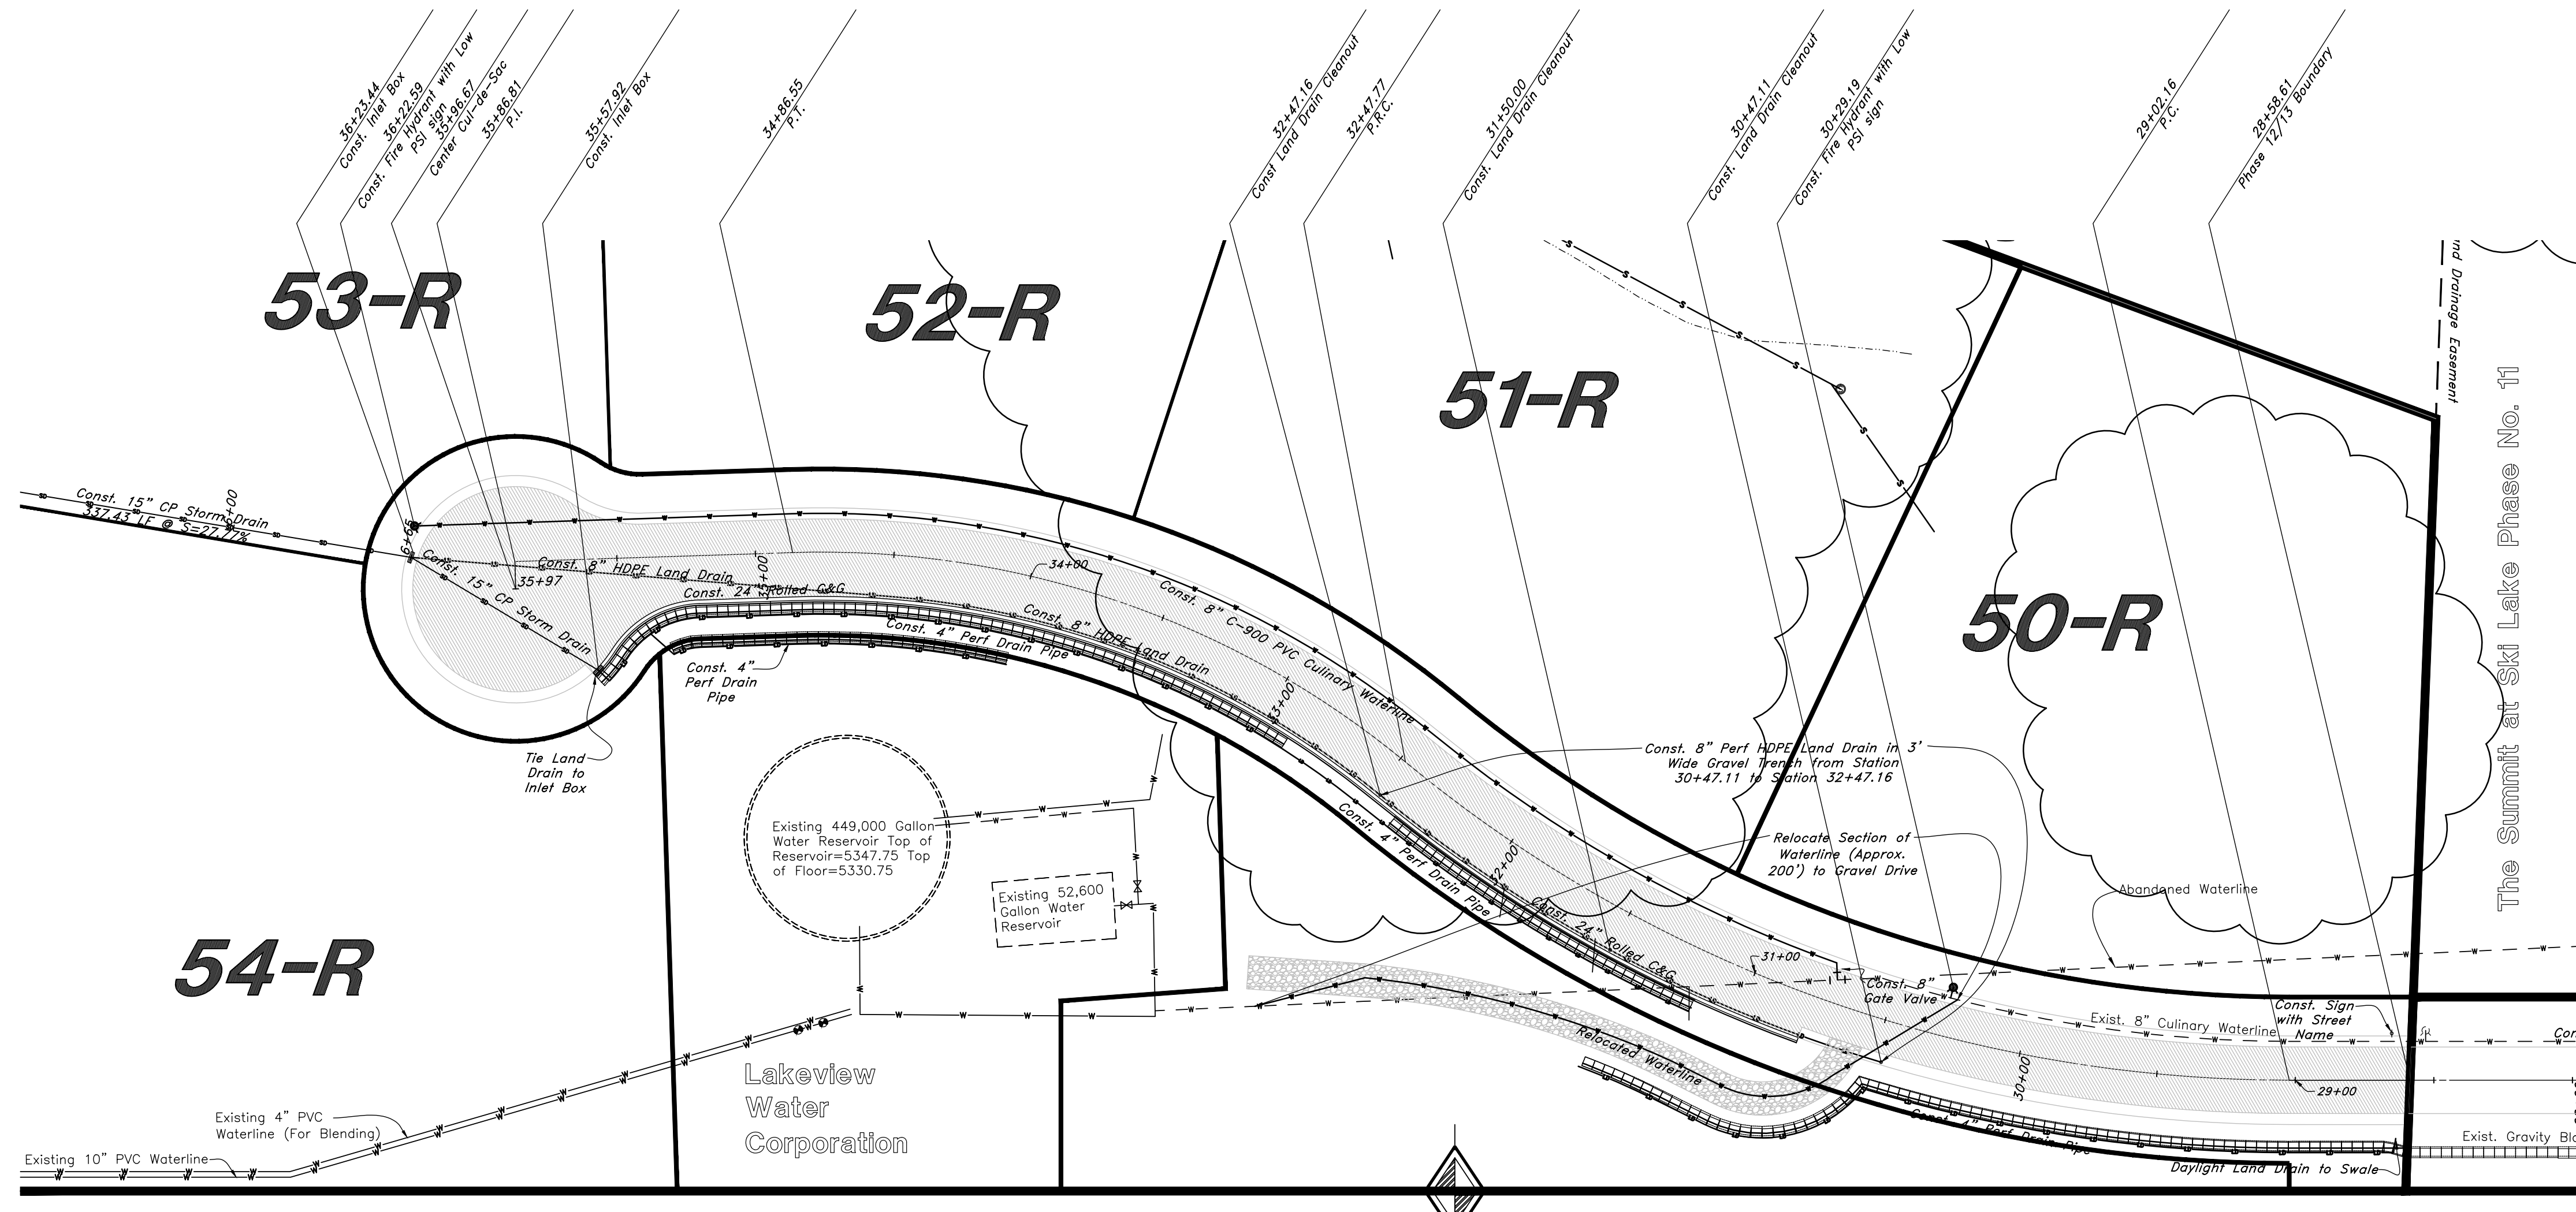 36+23.44
Const. Inlet Box
36+22.59
Const. Fire Hydrant with Low
PSI sign
35+96.67
Center Cul-de-Sac
35+86.81
P.I.
35+57.92
Const. Inlet Box
34+86.55
P.T.
32+47.16
Const Land Drain Cleanout
32+47.77
P.R.C.
31+50.00
Const. Land Drain Cleanout
30+47.11
Const. Land Drain Cleanout
30+29.19
Const. Fire Hydrant with Low
PSI sign
29+02.16
P.C.
28+58.61
Phase 12/13 Boundary
53-R
52-R
51-R
50-R
54-R
Drainage Easement
The Summit at Ski Lake Phase No. 11
Const. 15" CP Storm Drain
337.43 LF @ S=27.77%
6+65
Const. 15" CP Storm Drain
35+97
Const. 8" HDPE Land Drain
35+00
Const. 24" Rolled C&G
34+00
Const. 8" HDPE Land Drain
Const. 4" Perf Drain Pipe
Const. 4"
Perf Drain
Pipe
Const. 8" C-900 PVC Culinary Waterline
33+00
Tie Land
Drain to
Inlet Box
Const. 8" Perf HDPE Land Drain in 3'
Wide Gravel Trench from Station
30+47.11 to Station 32+47.16
Existing 449,000 Gallon
Water Reservoir Top of
Reservoir=5347.75 Top
of Floor=5330.75
Existing 52,600
Gallon Water
Reservoir
Const. 4" Perf Drain Pipe
32+00
Relocate Section of
Waterline (Approx.
200') to Gravel Drive
Abandoned Waterline
Const. 24" Rolled C&G
31+00
Const. 8"
Gate Valve
Const. Sign
with Street
Name
Exist. 8" Culinary Waterline
Relocated Waterline
30+00
29+00
Const. 4" Perf Drain Pipe
Exist. Gravity
Daylight Land Drain to Swale
Lakeview
Water
Corporation
Existing 4" PVC
Waterline (For Blending)
Existing 10" PVC Waterline